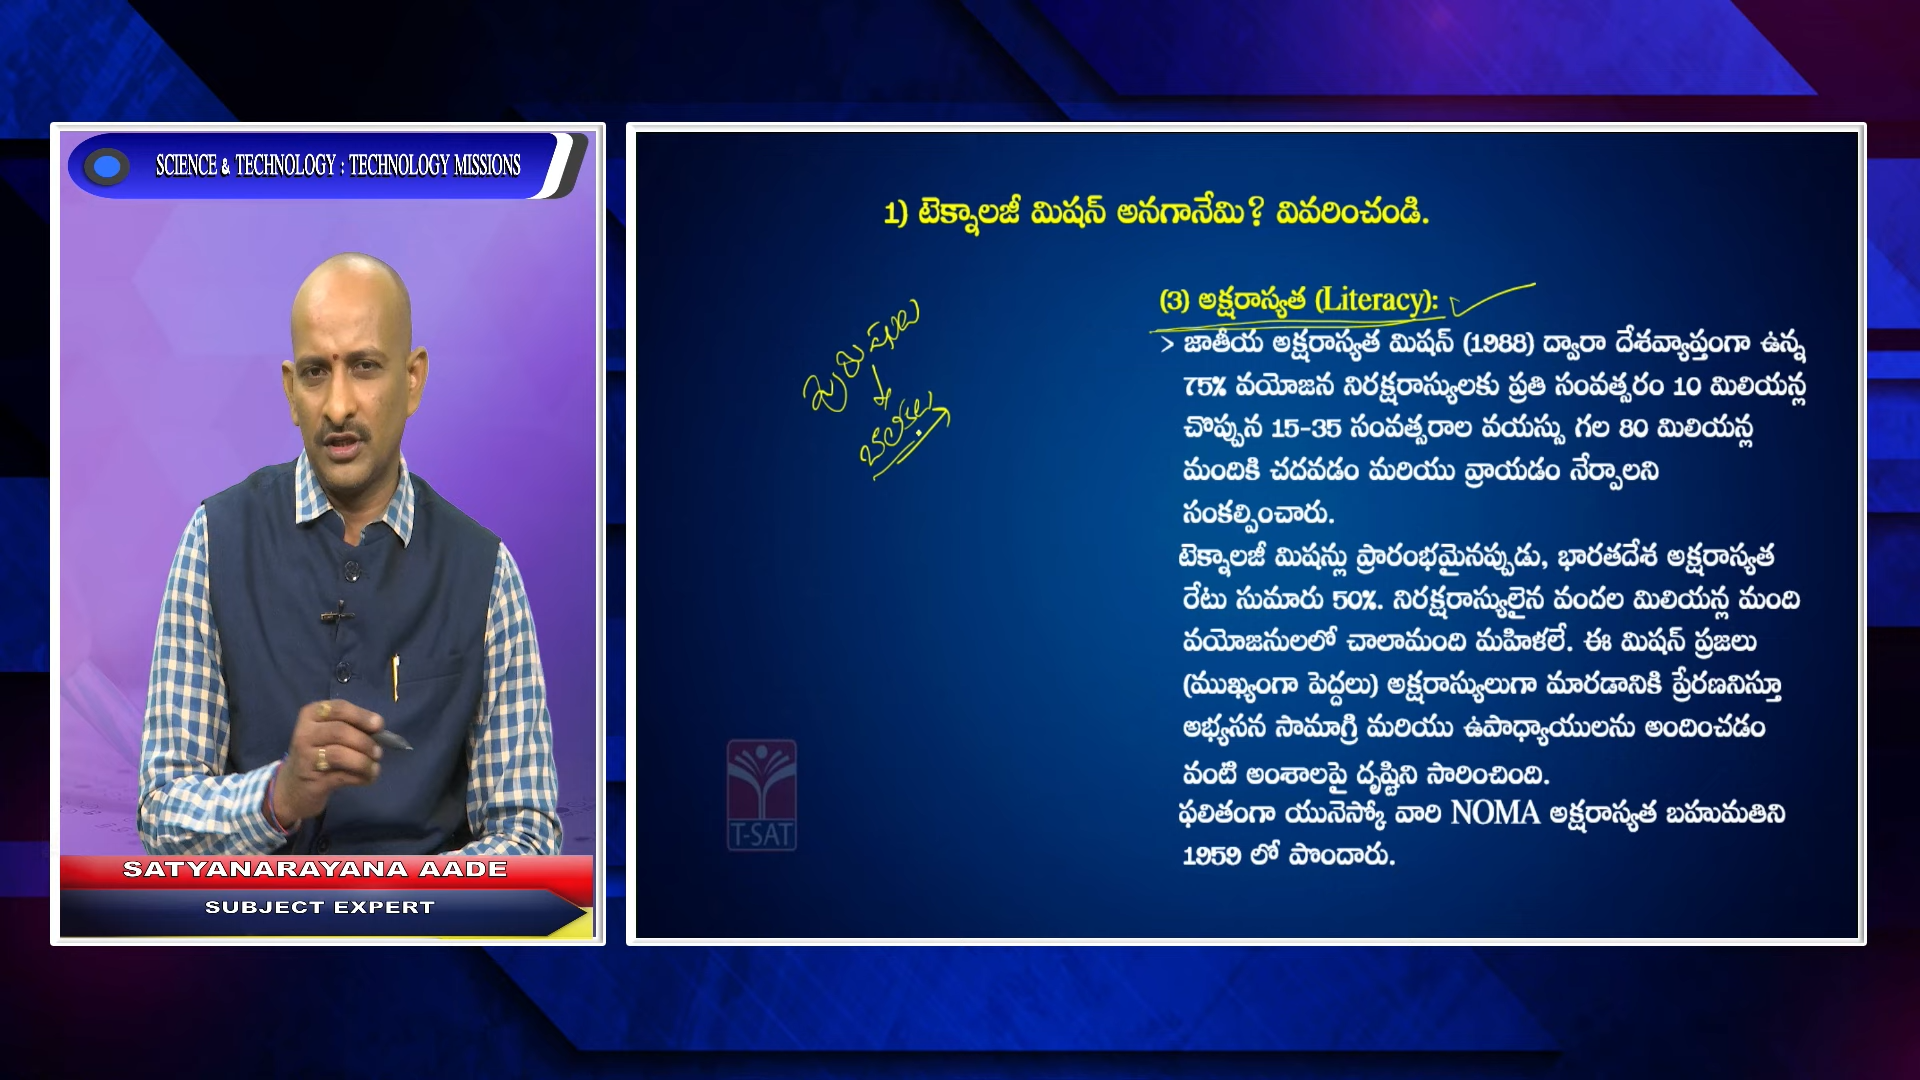 SCIENCE & TECHNOLOGY : TECHNOLOGY MISSIONS
1) టెక్నాలజీ మిషన్ అనగానేమి? వివరించండి.
(3) అక్షరాస్యత (Literacy):
> జాతీయ అక్షరాస్యత మిషన్ (1988) ద్వారా దేశవ్యాప్తంగా ఉన్న
75% వయోజన నిరక్షరాస్యులకు ప్రతి సంవత్సరం 10 మిలియన్ల
చొప్పున 15-35 సంవత్సరాల వయస్సు గల 80 మిలియన్ల
మందికి చదవడం మరియు వ్రాయడం నేర్పాలని
సంకల్పించారు.
టెక్నాలజీ మిషన్లు ప్రారంభమైనప్పుడు, భారతదేశ అక్షరాస్యత
రేటు సుమారు 50%. నిరక్షరాస్యులైన వందల మిలియన్ల మంది
వయోజనులలో చాలామంది మహిళలే. ఈ మిషన్ ప్రజలు
(ముఖ్యంగా పెద్దలు) అక్షరాస్యులుగా మారడానికి ప్రేరణనిస్తూ
అభ్యసన సామాగ్రి మరియు ఉపాధ్యాయులను అందించడం
వంటి అంశాలపై దృష్టిని సారించింది.
ఫలితంగా యునెస్కో వారి NOMA అక్షరాస్యత బహుమతిని
1959 లో పొందారు.
పురుషులు
T-SAT
SATYANARAYANA AADE
SUBJECT EXPERT